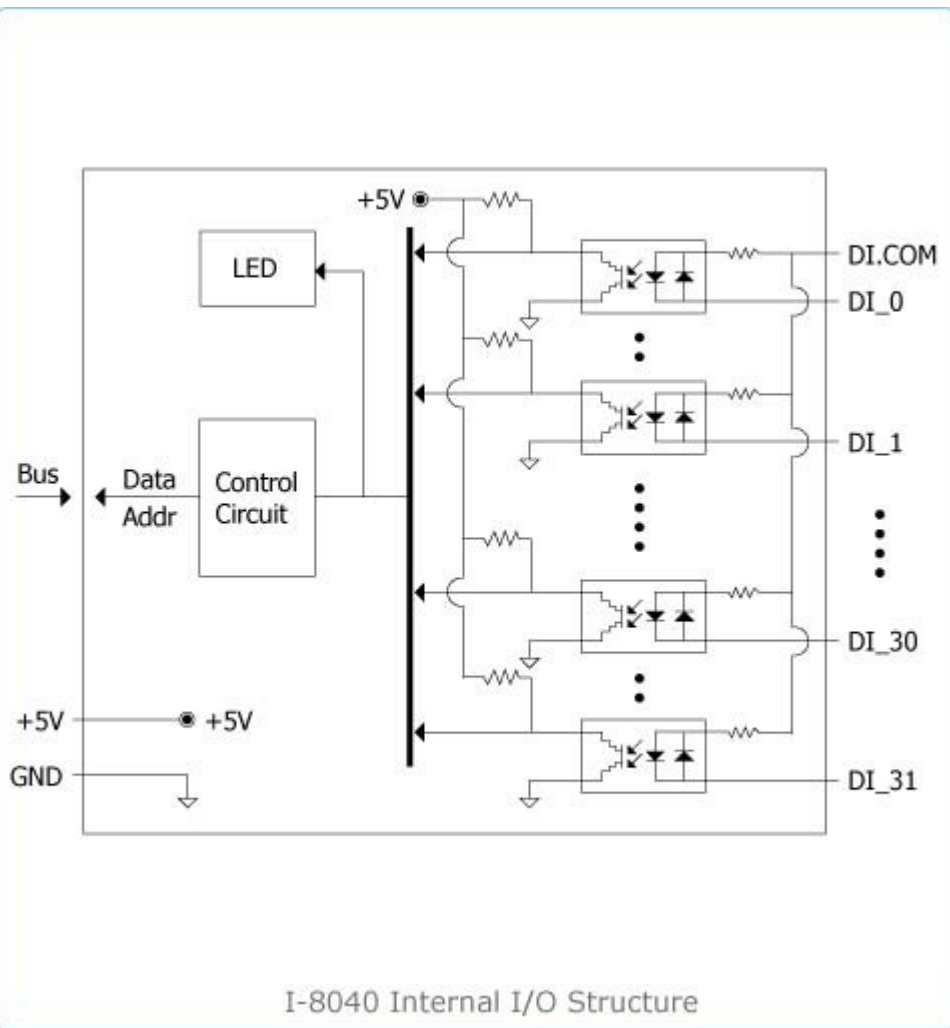 +5V
LED
DI.COM
DI_0
DI_1
Bus
Data
Addr
Control
Circuit
DI_30
+5V
+5V
GND
DI_31
I-8040 Internal I/O Structure